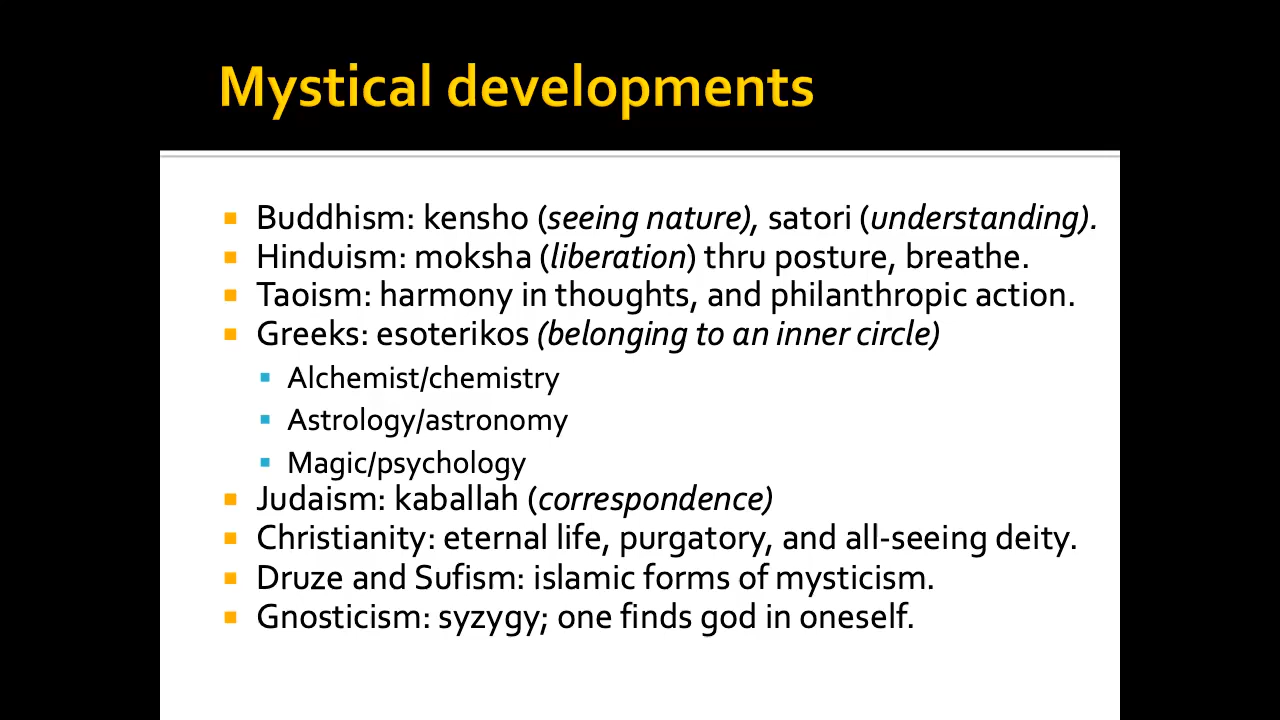 Mystical developments
Buddhism: kensho (seeing nature), satori (understanding).
Hinduism: moksha (liberation) thru posture, breathe.
Taoism: harmony in thoughts, and philanthropic action.
Greeks: esoterikos (belonging to an inner circle)
Alchemist/chemistry
Astrology/astronomy
Magic/psychology
Judaism: kaballah (correspondence)
Christianity: eternal life, purgatory, and all-seeing deity.
Druze and Sufism: islamic forms of mysticism.
Gnosticism: syzygy; one finds god in oneself.